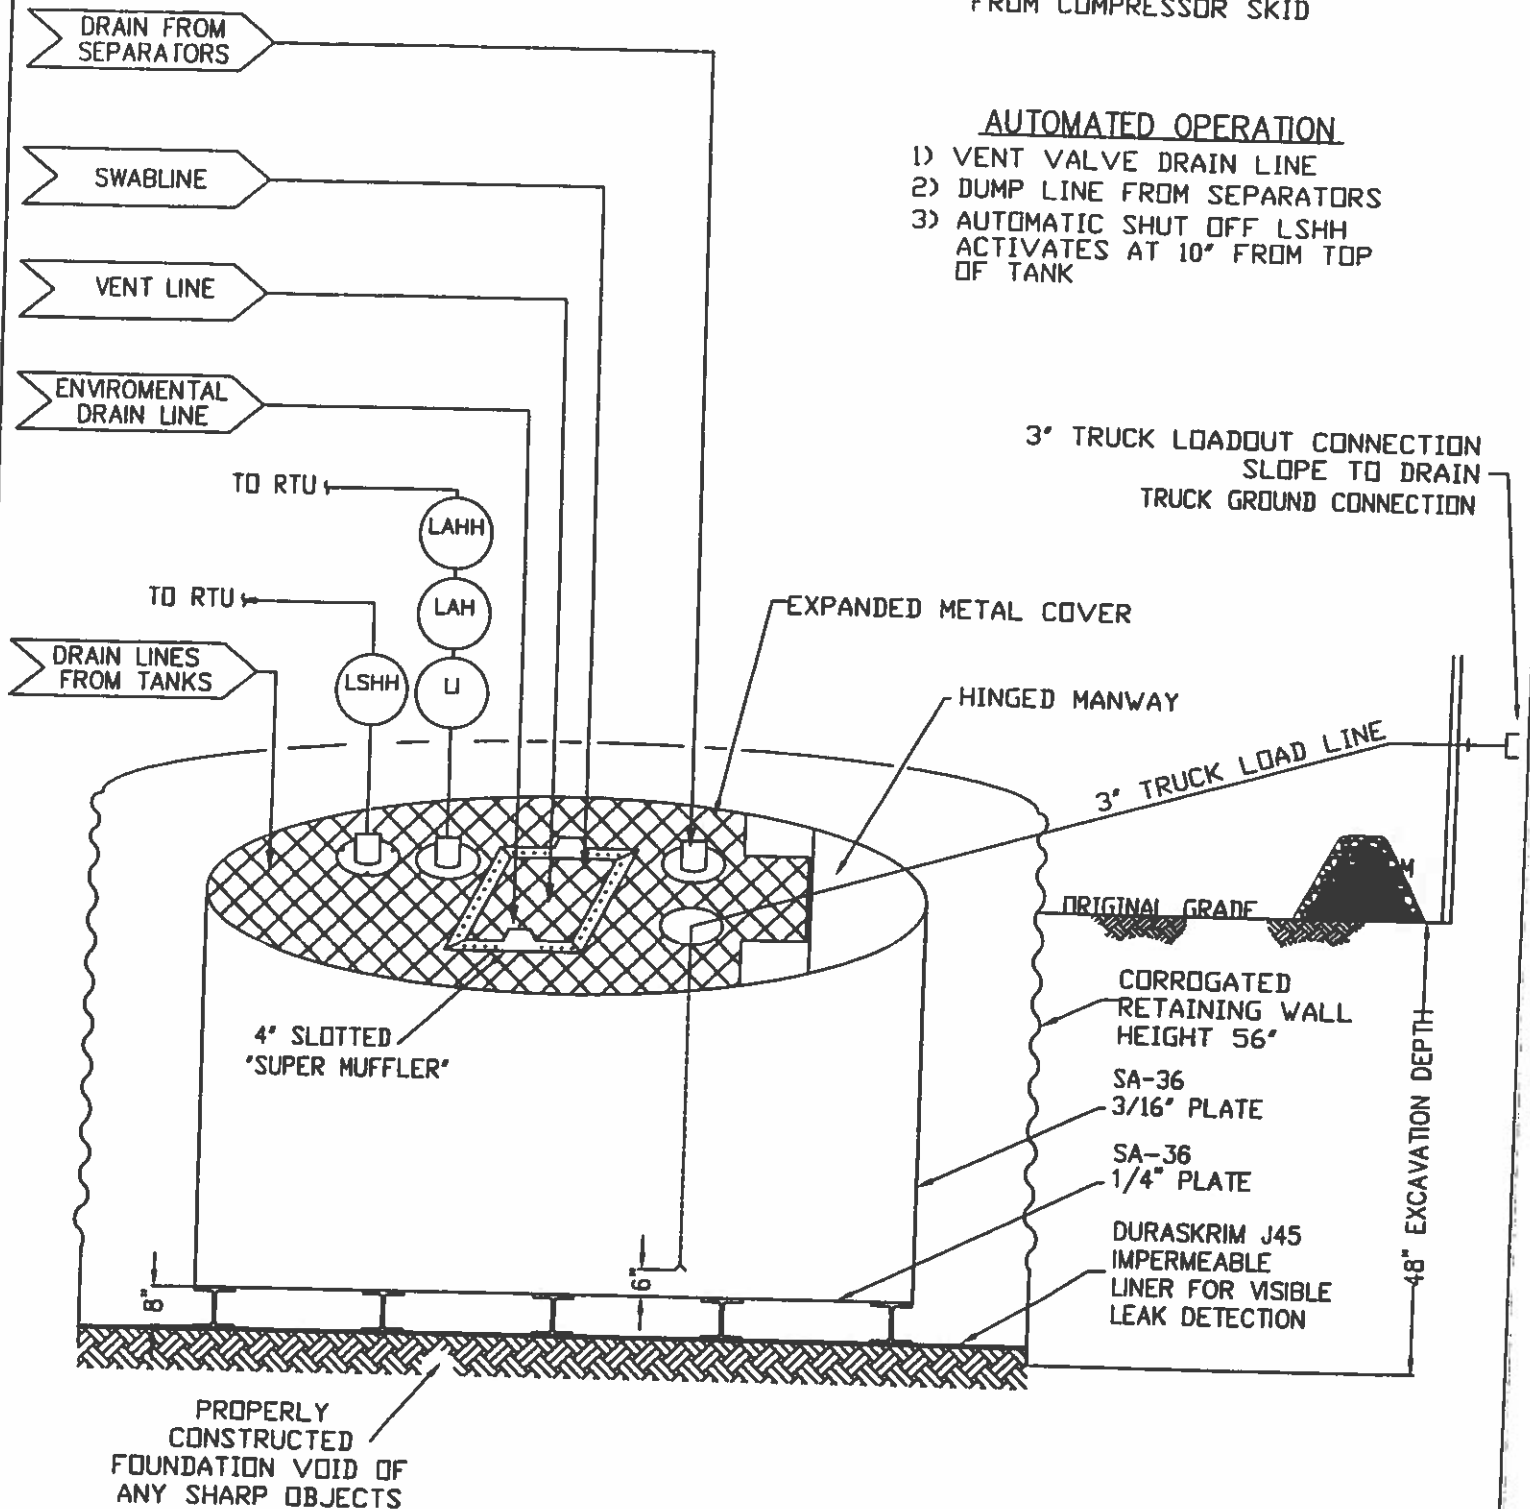 FROM COMPRESSOR SKID
DRAIN FROM
SEPARATORS
AUTOMATED OPERATION
1) VENT VALVE DRAIN LINE
2) DUMP LINE FROM SEPARATORS
3) AUTOMATIC SHUT OFF LSHH
ACTIVATES AT 10" FROM TOP
OF TANK
SWABLINE
VENT LINE
ENVIROMENTAL
DRAIN LINE
3" TRUCK LOADOUT CONNECTION
SLOPE TO DRAIN
TRUCK GROUND CONNECTION
TO RTU
LAHH
TO RTU
LAH
EXPANDED METAL COVER
DRAIN LINES
FROM TANKS
LSHH
LI
HINGED MANWAY
3" TRUCK LOAD LINE
ORIGINAL GRADE
CORROGATED
RETAINING WALL
HEIGHT 56"
4" SLOTTED
"SUPER MUFFLER"
SA-36
3/16" PLATE
SA-36
1/4" PLATE
48" EXCAVATION DEPTH
DURASKRIM J45
IMPERMEABLE
LINER FOR VISIBLE
LEAK DETECTION
8"
6"
PROPERLY
CONSTRUCTED
FOUNDATION VOID OF
ANY SHARP OBJECTS